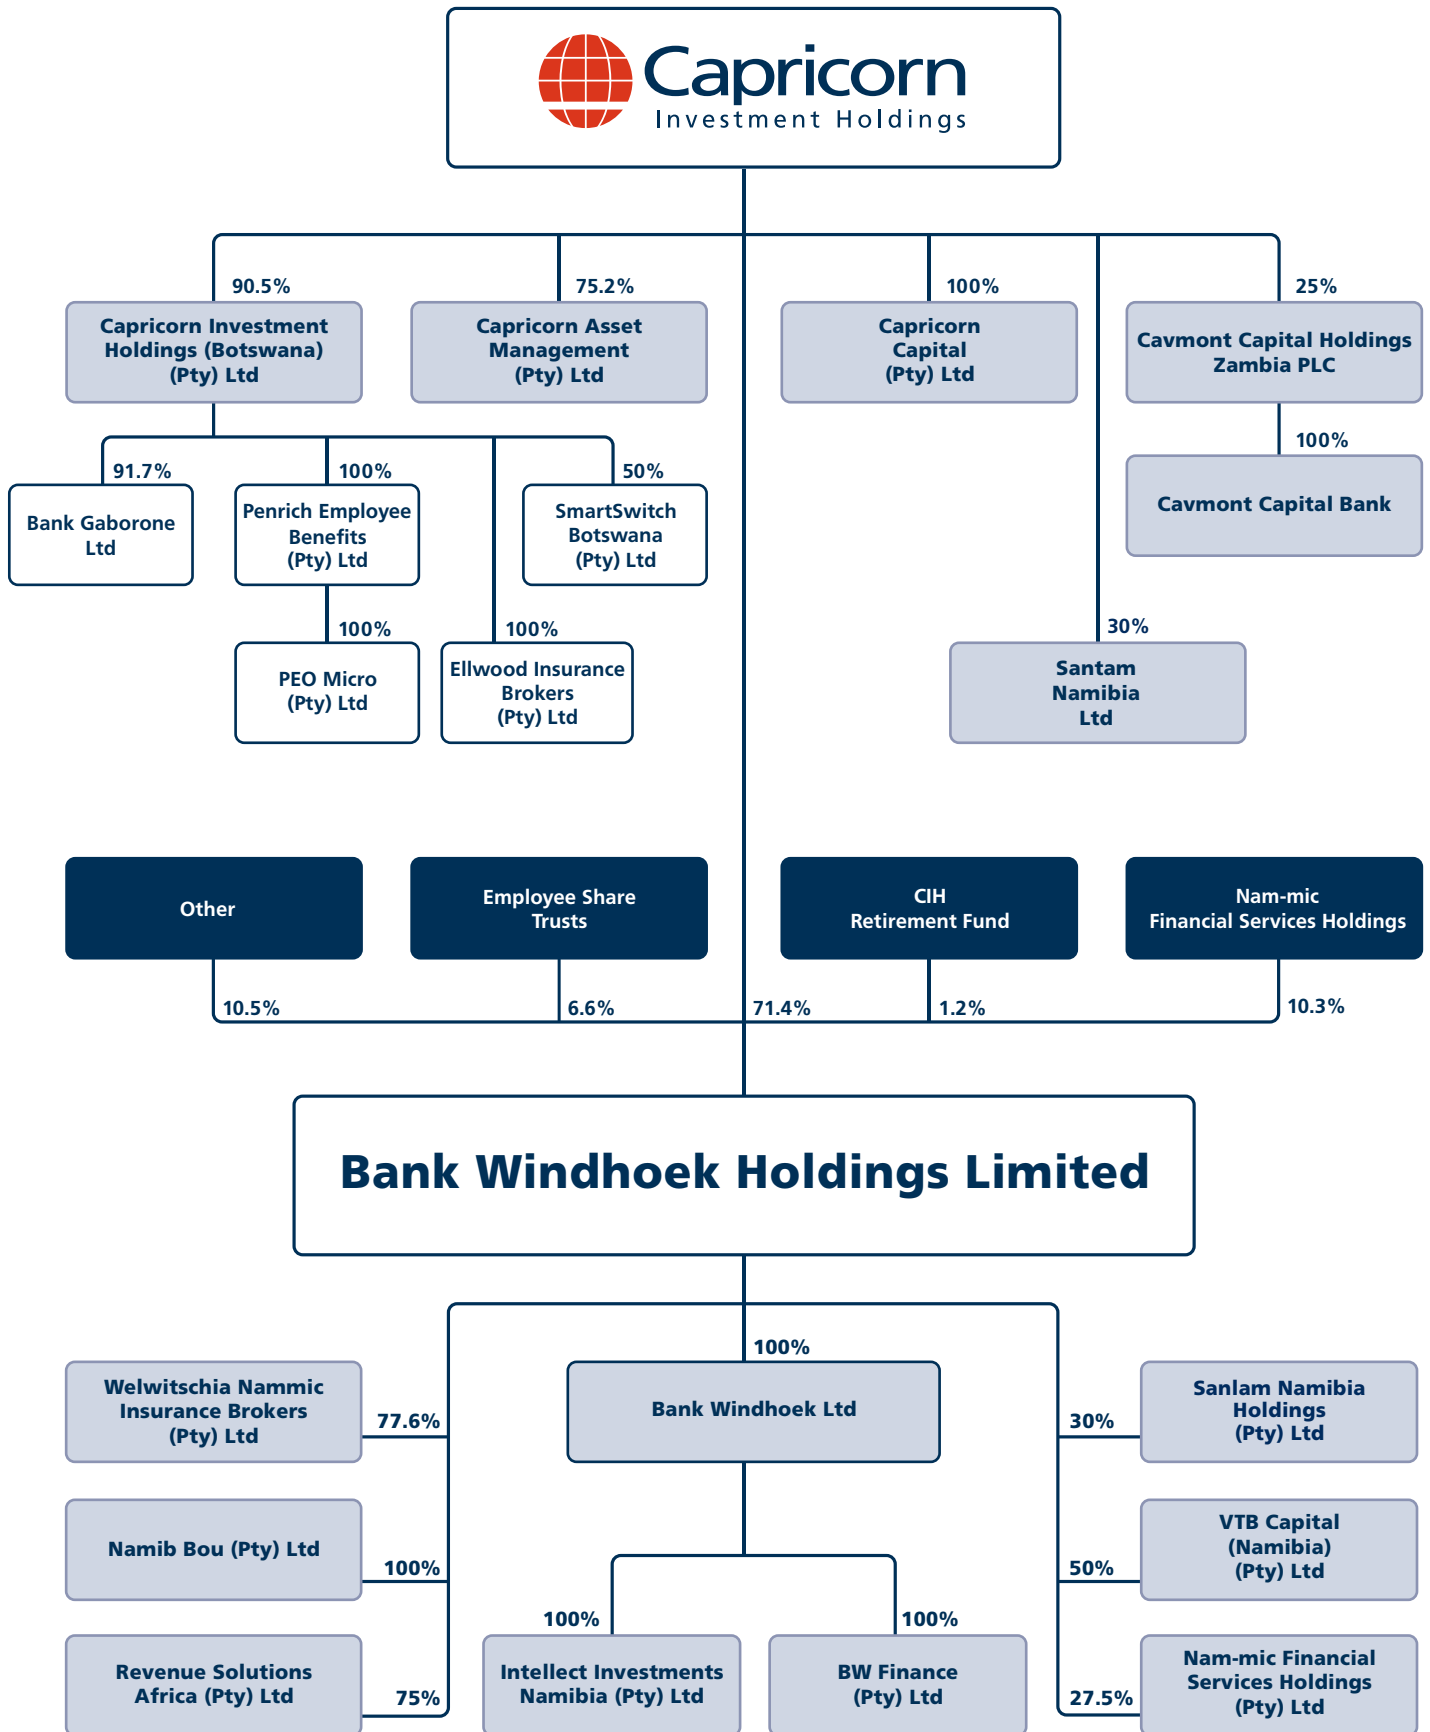 Capricorn
Investment Holdings
90.5%
75.2%
100%
25%
Capricorn Investment
Holdings (Botswana)
(Pty) Ltd
Capricorn Asset
Management
(Pty) Ltd
Capricorn
Capital
(Pty) Ltd
Cavmont Capital Holdings
Zambia PLC
91.7%
100%
50%
100%
Bank Gaborone
Ltd
Penrich Employee
Benefits
(Pty) Ltd
SmartSwitch
Botswana
(Pty) Ltd
Cavmont Capital Bank
100%
100%
30%
PEO Micro
(Pty) Ltd
Ellwood Insurance
Brokers
(Pty) Ltd
Santam
Namibia
Ltd
Other
Employee Share
Trusts
CIH
Retirement Fund
Nam-mic
Financial Services Holdings
10.5%
6.6%
71.4%
1.2%
10.3%
Bank Windhoek Holdings Limited
100%
Welwitschia Nammic
Insurance Brokers
(Pty) Ltd
77.6%
Bank Windhoek Ltd
30%
Sanlam Namibia
Holdings
(Pty) Ltd
Namib Bou (Pty) Ltd
100%
50%
VTB Capital
(Namibia)
(Pty) Ltd
100%
100%
Revenue Solutions
Africa (Pty) Ltd
75%
Intellect Investments
Namibia (Pty) Ltd
BW Finance
(Pty) Ltd
27.5%
Nam-mic Financial
Services Holdings
(Pty) Ltd